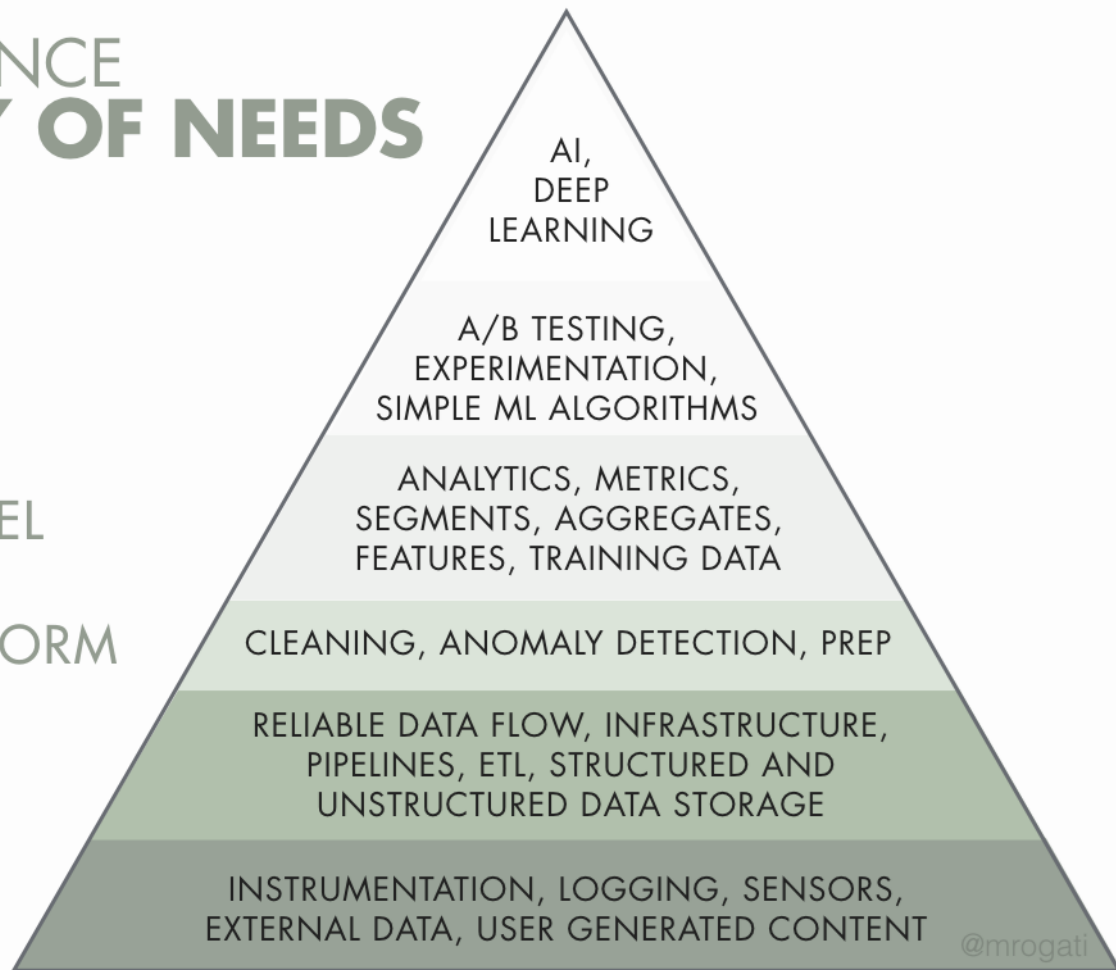 NCE
OF NEEDS
AI,
DEEP
LEARNING
A/B TESTING,
EXPERIMENTATION,
SIMPLE ML ALGORITHMS
ANALYTICS, METRICS,
SEGMENTS, AGGREGATES,
FEATURES, TRAINING DATA
EL
ORM
CLEANING, ANOMALY DETECTION, PREP
RELIABLE DATA FLOW, INFRASTRUCTURE,
PIPELINES, ETL, STRUCTURED AND
UNSTRUCTURED DATA STORAGE
INSTRUMENTATION, LOGGING, SENSORS,
EXTERNAL DATA, USER GENERATED CONTENT
@mrogati